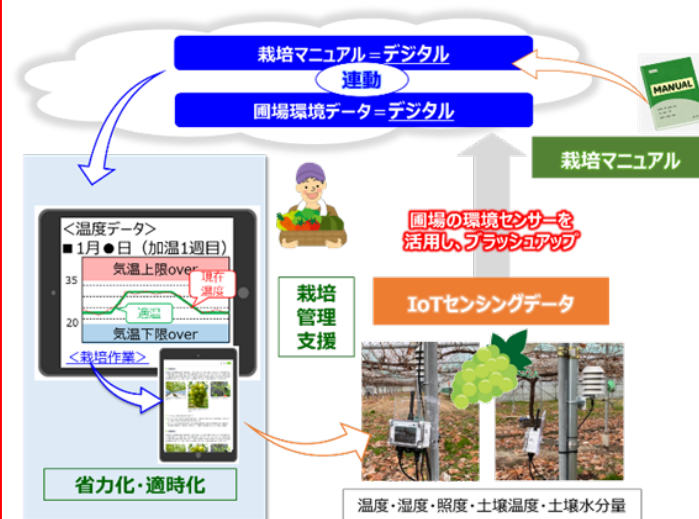 栽培マニュアル＝デジタル
連動
圃場環境データ＝デジタル
MANUAL
栽培マニュアル
圃場の環境センサーを
活用し、ブラッシュアップ
＜温度データ＞
■1月●日（加温1週目）
気温上限over
現在
温度
35
適温
20
気温下限over
＜栽培作業＞
栽培
管理
支援
IoTセンシングデータ
省力化・適時化
温度・湿度・照度・土壌温度・土壌水分量